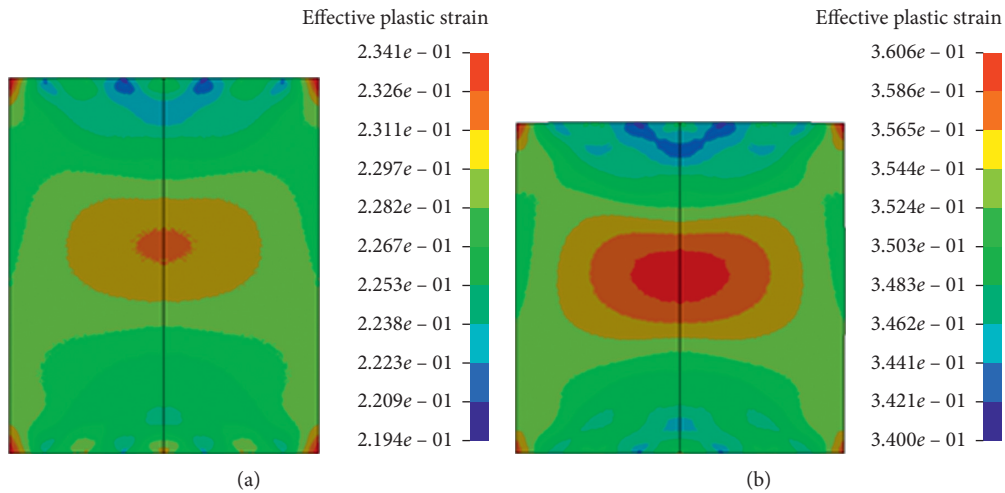 Effective plastic strain
2.341e – 01
2.326e – 01
2.311e – 01
2.297e – 01
2.282e – 01
2.267e – 01
2.253e – 01
2.238e – 01
2.223e – 01
2.209e – 01
2.194e – 01
(a)
Effective plastic strain
3.606e – 01
3.586e – 01
3.565e – 01
3.544e – 01
3.524e – 01
3.503e – 01
3.483e – 01
3.462e – 01
3.441e – 01
3.421e – 01
3.400e – 01
(b)